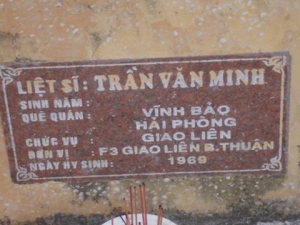 LIỆT SĨ: TRẦN VĂN MINH
SINH NĂM :
QUÊ QUÁN : VĨNH BẢO
HẢI PHÒNG
CHỨC VỤ : GIAO LIÊN
ĐƠN VỊ : F3 GIAO LIÊN B.THUẬN
NGÀY HY SINH: 1969